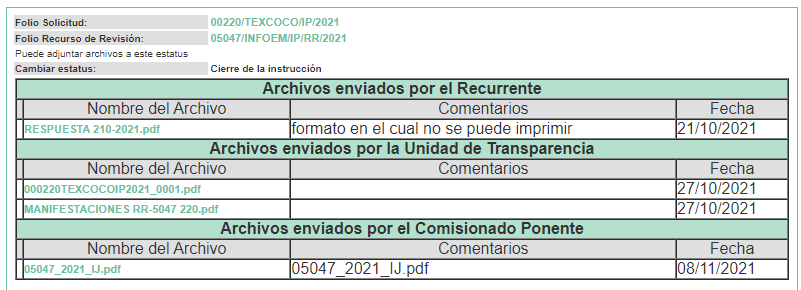 Folio Solicitud: 00220/TEXCOCO/IP/2021
Folio Recurso de Revisión: 05047/INFOEM/IP/RR/2021
Puede adjuntar archivos a este estatus
Cambiar estatus: Cierre de la instrucción
Archivos enviados por el Recurrente
Nombre del Archivo Comentarios Fecha
RESPUESTA 210-2021.pdf formato en el cual no se puede imprimir 21/10/2021
Archivos enviados por la Unidad de Transparencia
Nombre del Archivo Comentarios Fecha
000220TEXCOCOIP2021_0001.pdf 27/10/2021
MANIFESTACIONES RR-5047 220.pdf 27/10/2021
Archivos enviados por el Comisionado Ponente
Nombre del Archivo Comentarios Fecha
05047_2021_IJ.pdf 05047_2021_IJ.pdf 08/11/2021